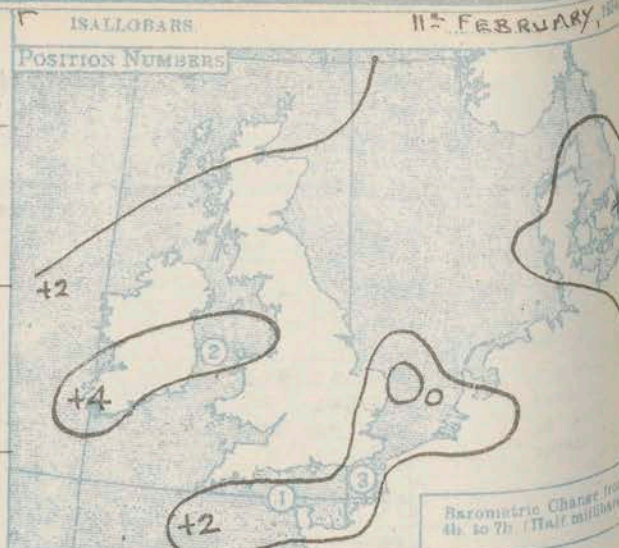 ISALLOBARS
11th FEBRUARY,
POSITION NUMBERS
+2
2
+4
1
3
+2
Barometric Change from
4h. to 7h. (Half millibars